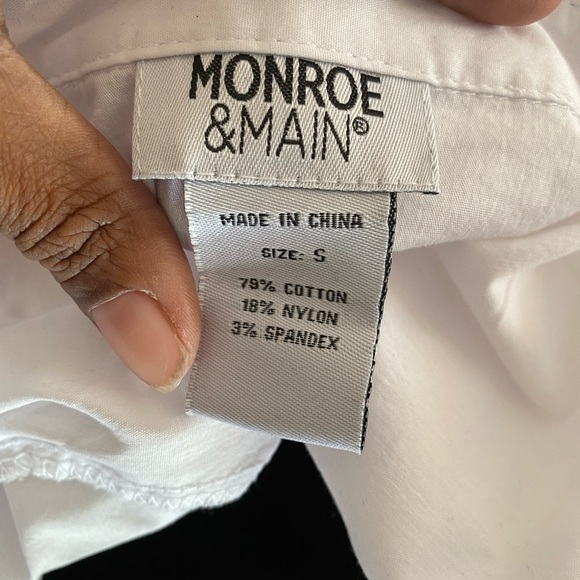 MONROE
&MAIN®
MADE IN CHINA
SIZE: S
79% COTTON
18% NYLON
3% SPANDEX